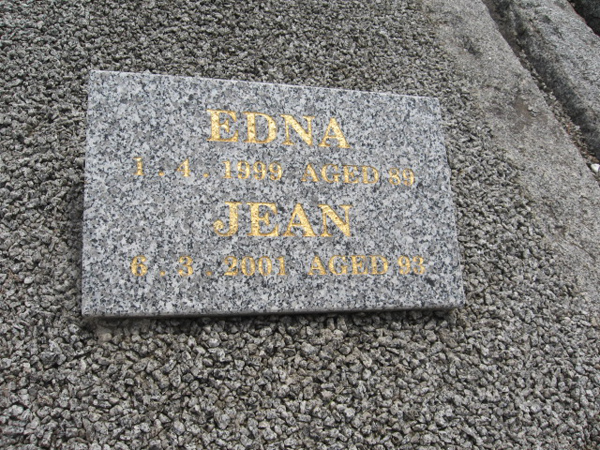 EDNA
1 . 4 . 1999 AGED 89
JEAN
6 . 3 . 2001 AGED 93